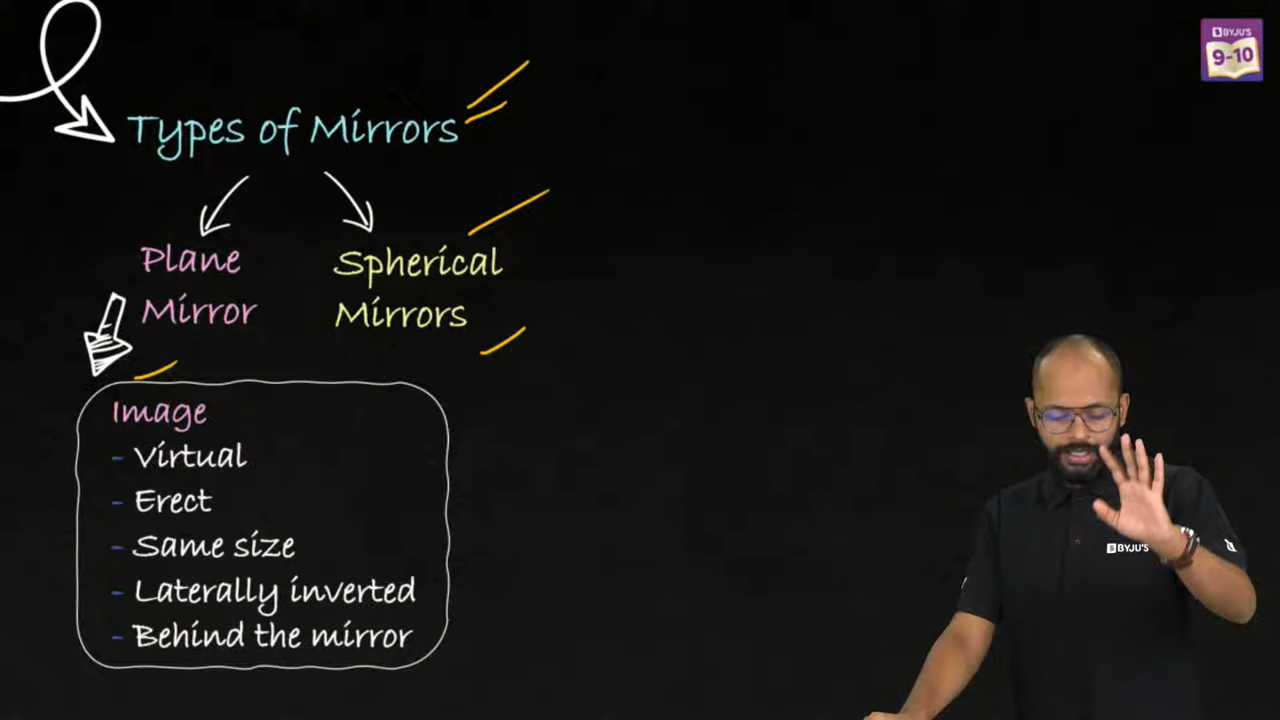 BYJU'S
9-10
Types of Mirrors
Plane
Mirror
Spherical
Mirrors
Image
- Virtual
- Erect
- Same size
- Laterally inverted
- Behind the mirror
BYJU'S